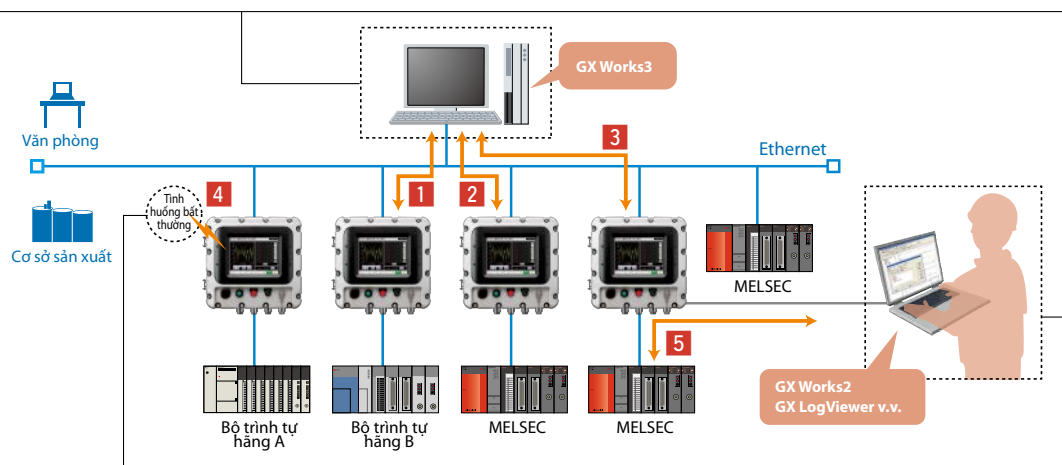 GX Works3
Văn phòng
Ethernet
3
4
1
2
Tình
huống bất
thường
Cơ sở sản xuất
MELSEC
5
GX Works2
GX LogViewer v.v.
Bộ trình tự
hãng A
Bộ trình tự
hãng B
MELSEC
MELSEC